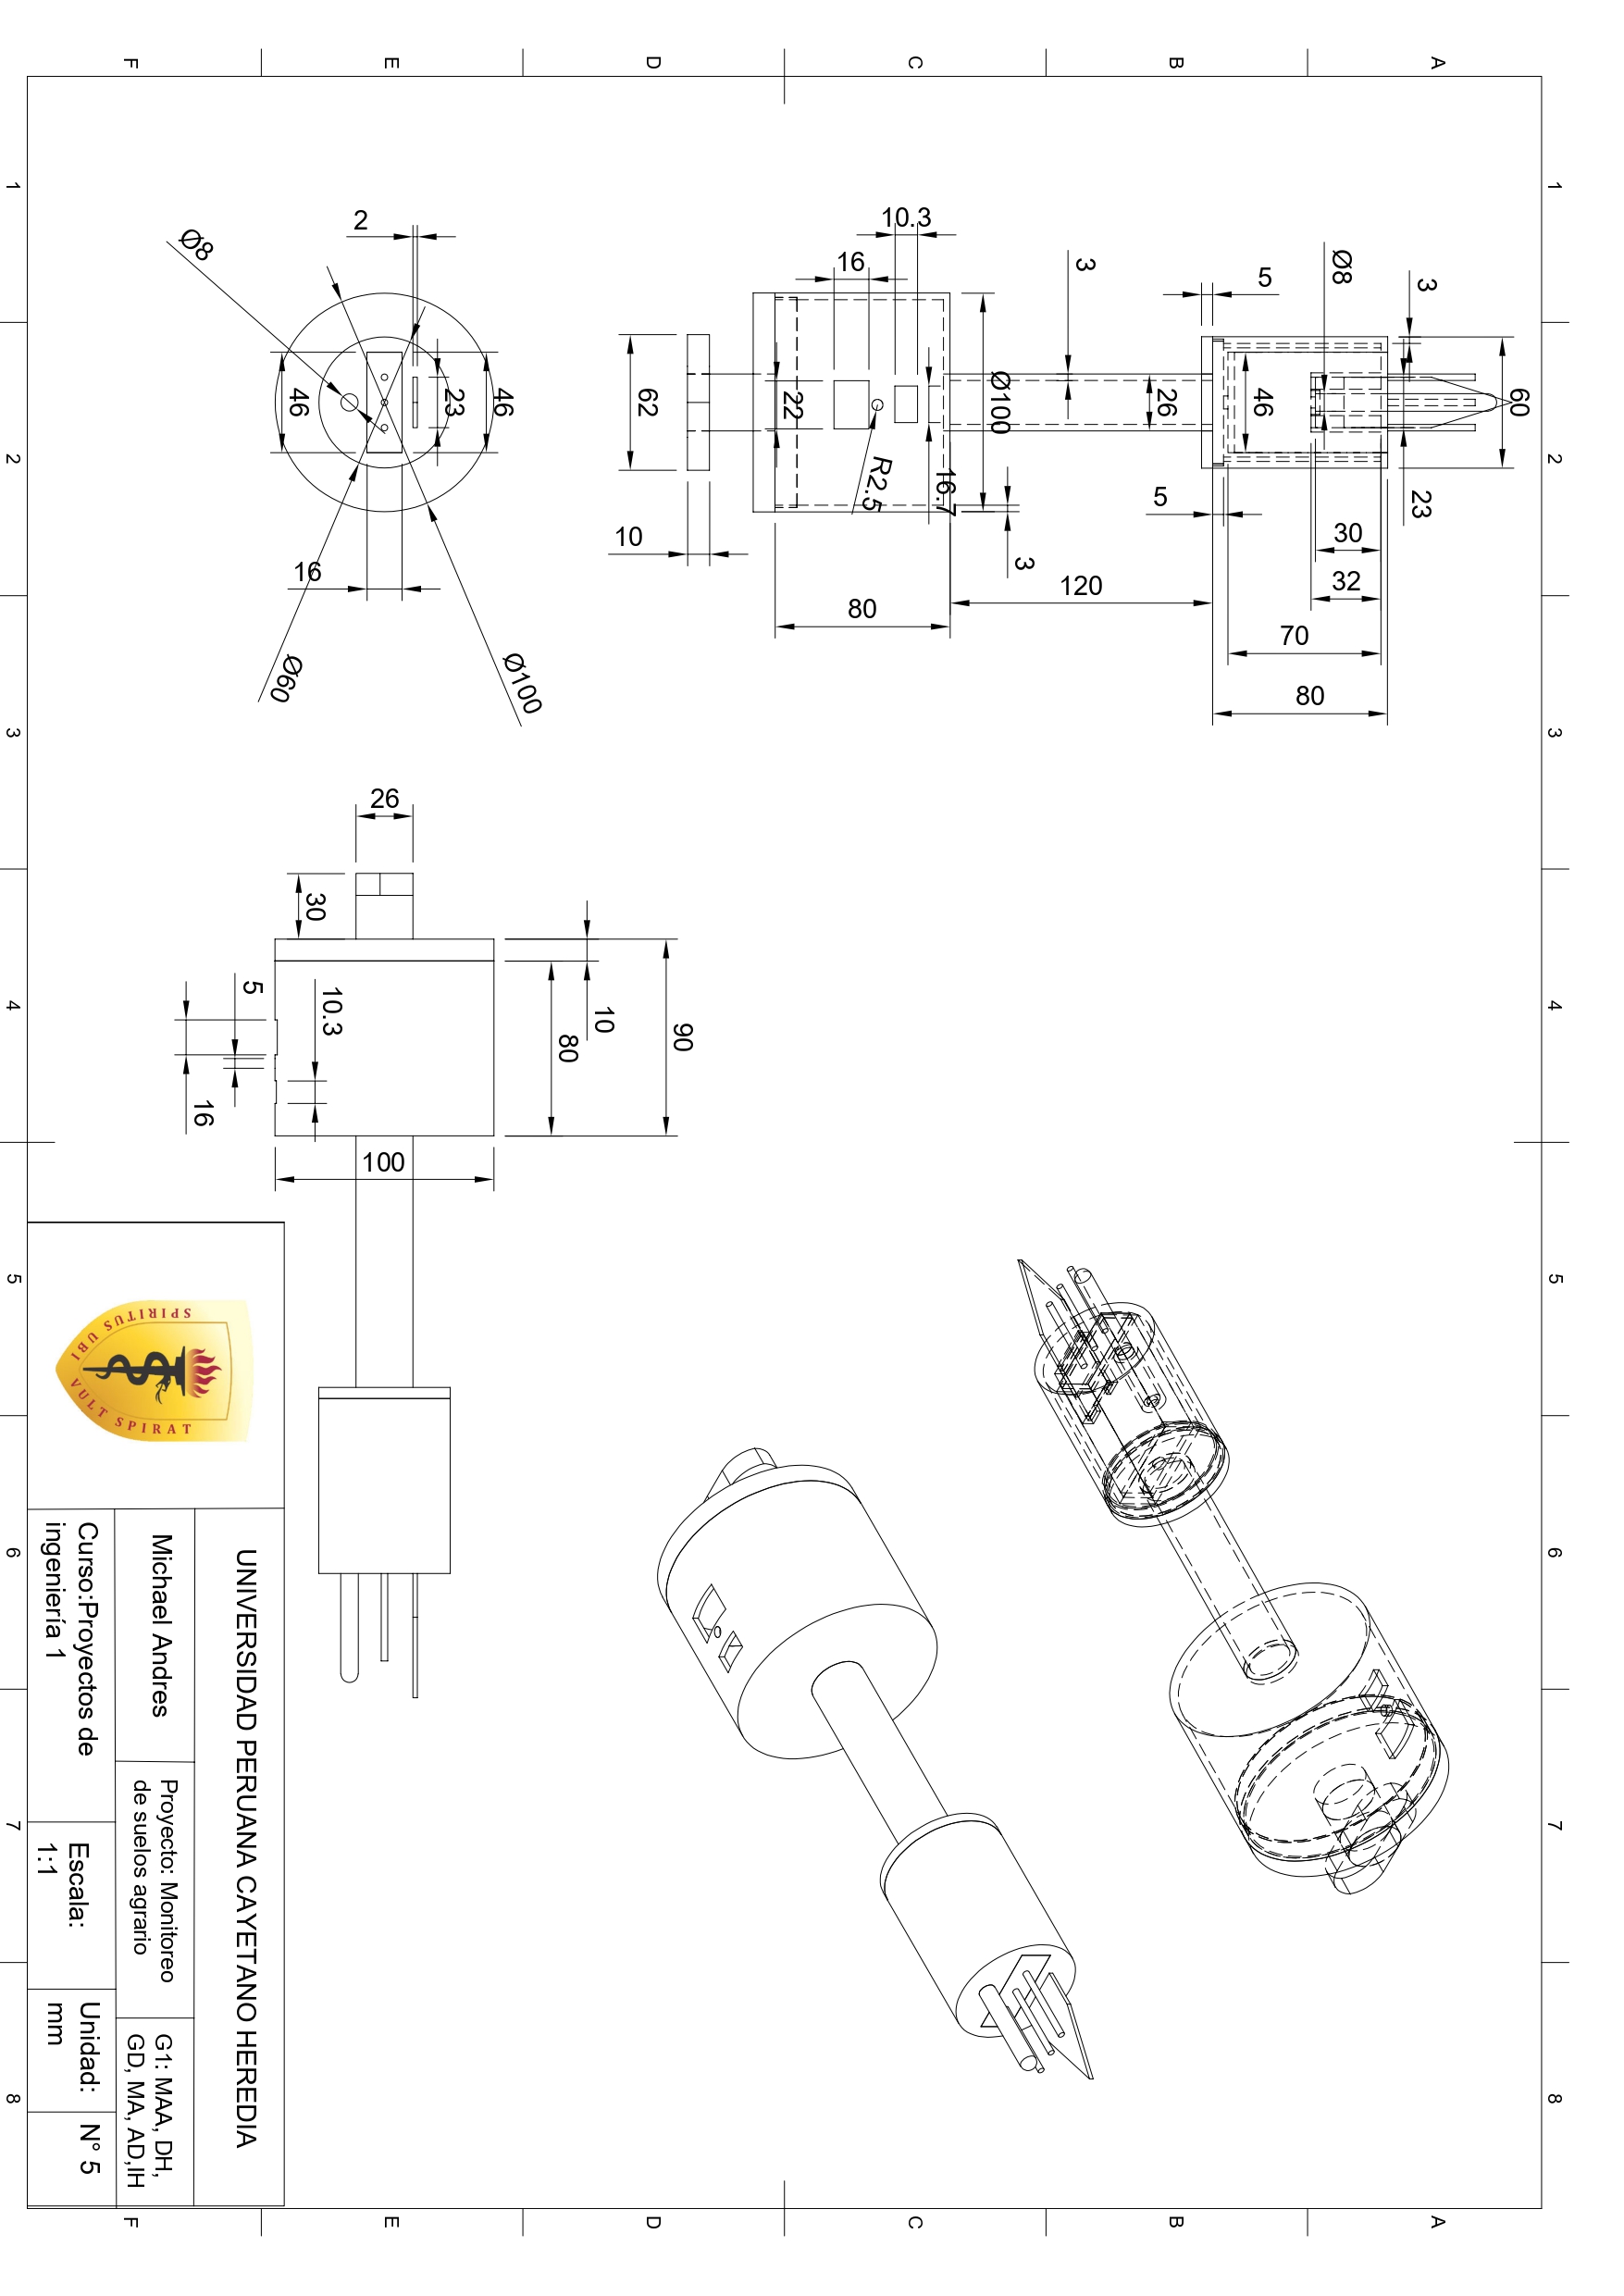 1 2 3 4 5 6 7 8
A A
60
3
23
Ø8
30
32
70
80
5
46
B B
26
5
3
120
3
Ø100
16.7
C C
10.3
R2.5
16
80
22
D D
62
10
90
10
80
Ø100
46
23
E E
2
16
46
Ø60
Ø8
26
100
30
10.3
5
16
F F
SPIRITUS UBI VULT SPIRAT
UNIVERSIDAD PERUANA CAYETANO HEREDIA
Michael Andres
Proyecto: Monitoreo
de suelos agrario
G1: MAA, DH,
GD, MA, AD,IH
Curso:Proyectos de
ingeniería 1
Escala:
1:1
Unidad:
mm
N° 5
1 2 3 4 5 6 7 8